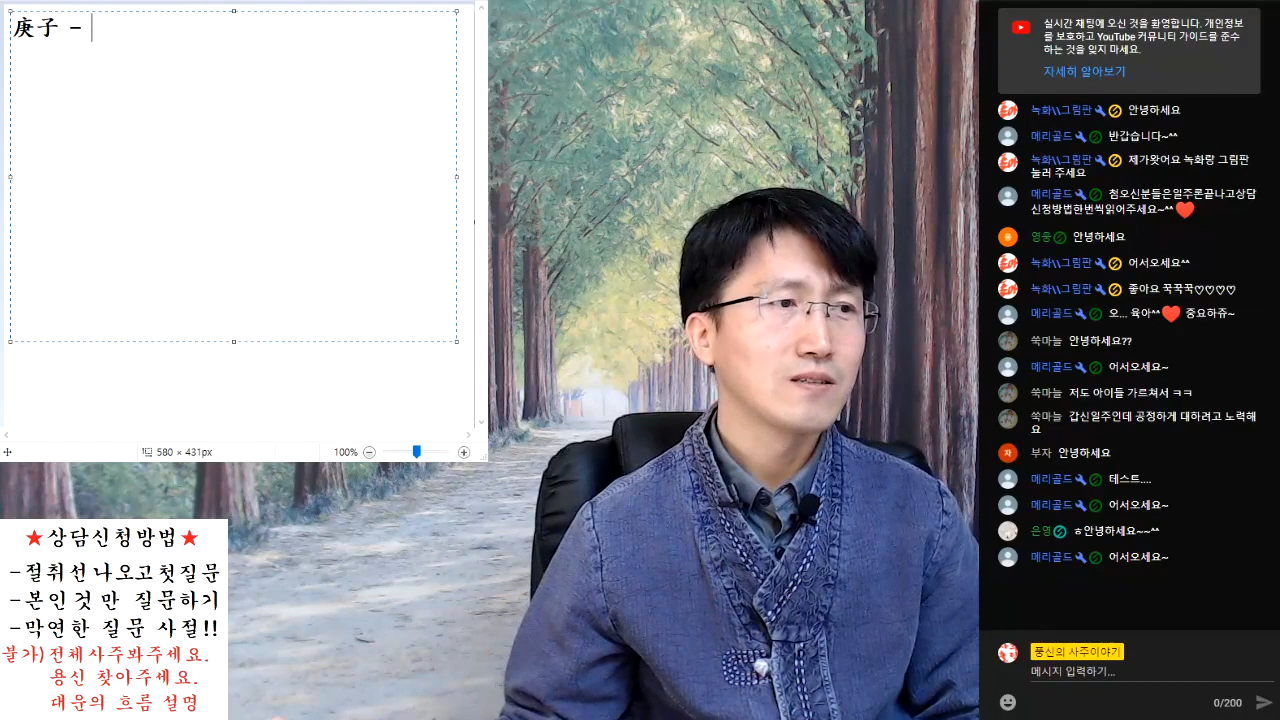 庚子 -
580 × 431px
100%
★상담신청방법★
-절취선나오고첫질문
-본인것만 질문하기
-막연한 질문 사절!!
불가)전체사주봐주세요.
용신 찾아주세요.
대운의 흐름 설명
실시간 채팅에 오신 것을 환영합니다. 개인정보
를 보호하고 YouTube 커뮤니티 가이드를 준수
하는 것을 잊지 마세요.
자세히 알아보기
녹화\\그림판 안녕하세요
메리골드 반갑습니다~^^
녹화\\그림판 제가왔어요 녹화랑 그림판
눌러 주세요
메리골드 첨오신분들은일주론끝나고상담
신청방법한번씩읽어주세요~^^❤
영웅 안녕하세요
녹화\\그림판 어서오세요^^
녹화\\그림판 좋아요 꾹꾹꾹♡♡♡♡
메리골드 오... 육아^^❤ 중요하쥬~
쑥마늘 안녕하세요??
메리골드 어서오세요~
쑥마늘 저도 아이들 가르쳐서 ㅋㅋ
쑥마늘 갑신일주인데 공정하게 대하려고 노력해
요
자 부자 안녕하세요
메리골드 테스트....
메리골드 어서오세요~
은영 ㅎ안녕하세요~~^^
메리골드 어서오세요~
풍신의 사주이야기
메시지 입력하기...
0/200